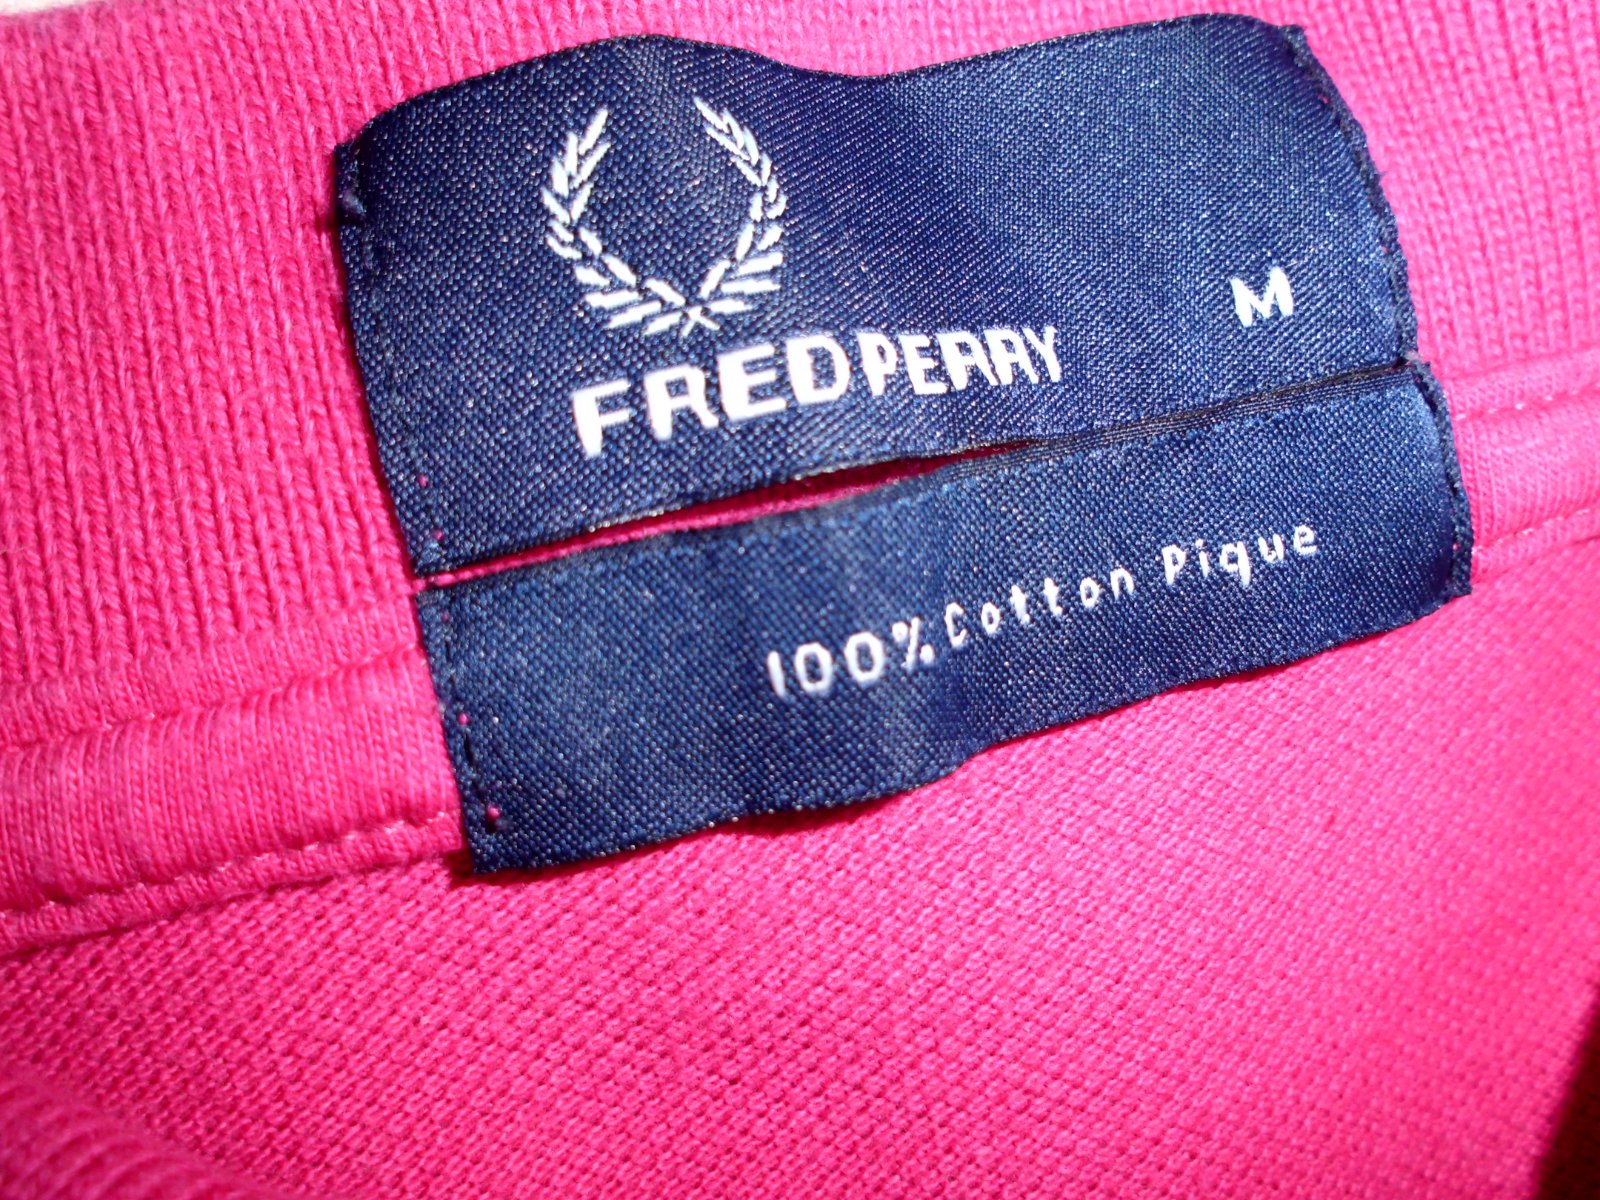 FRED PERRY
M
100% Cotton Pique